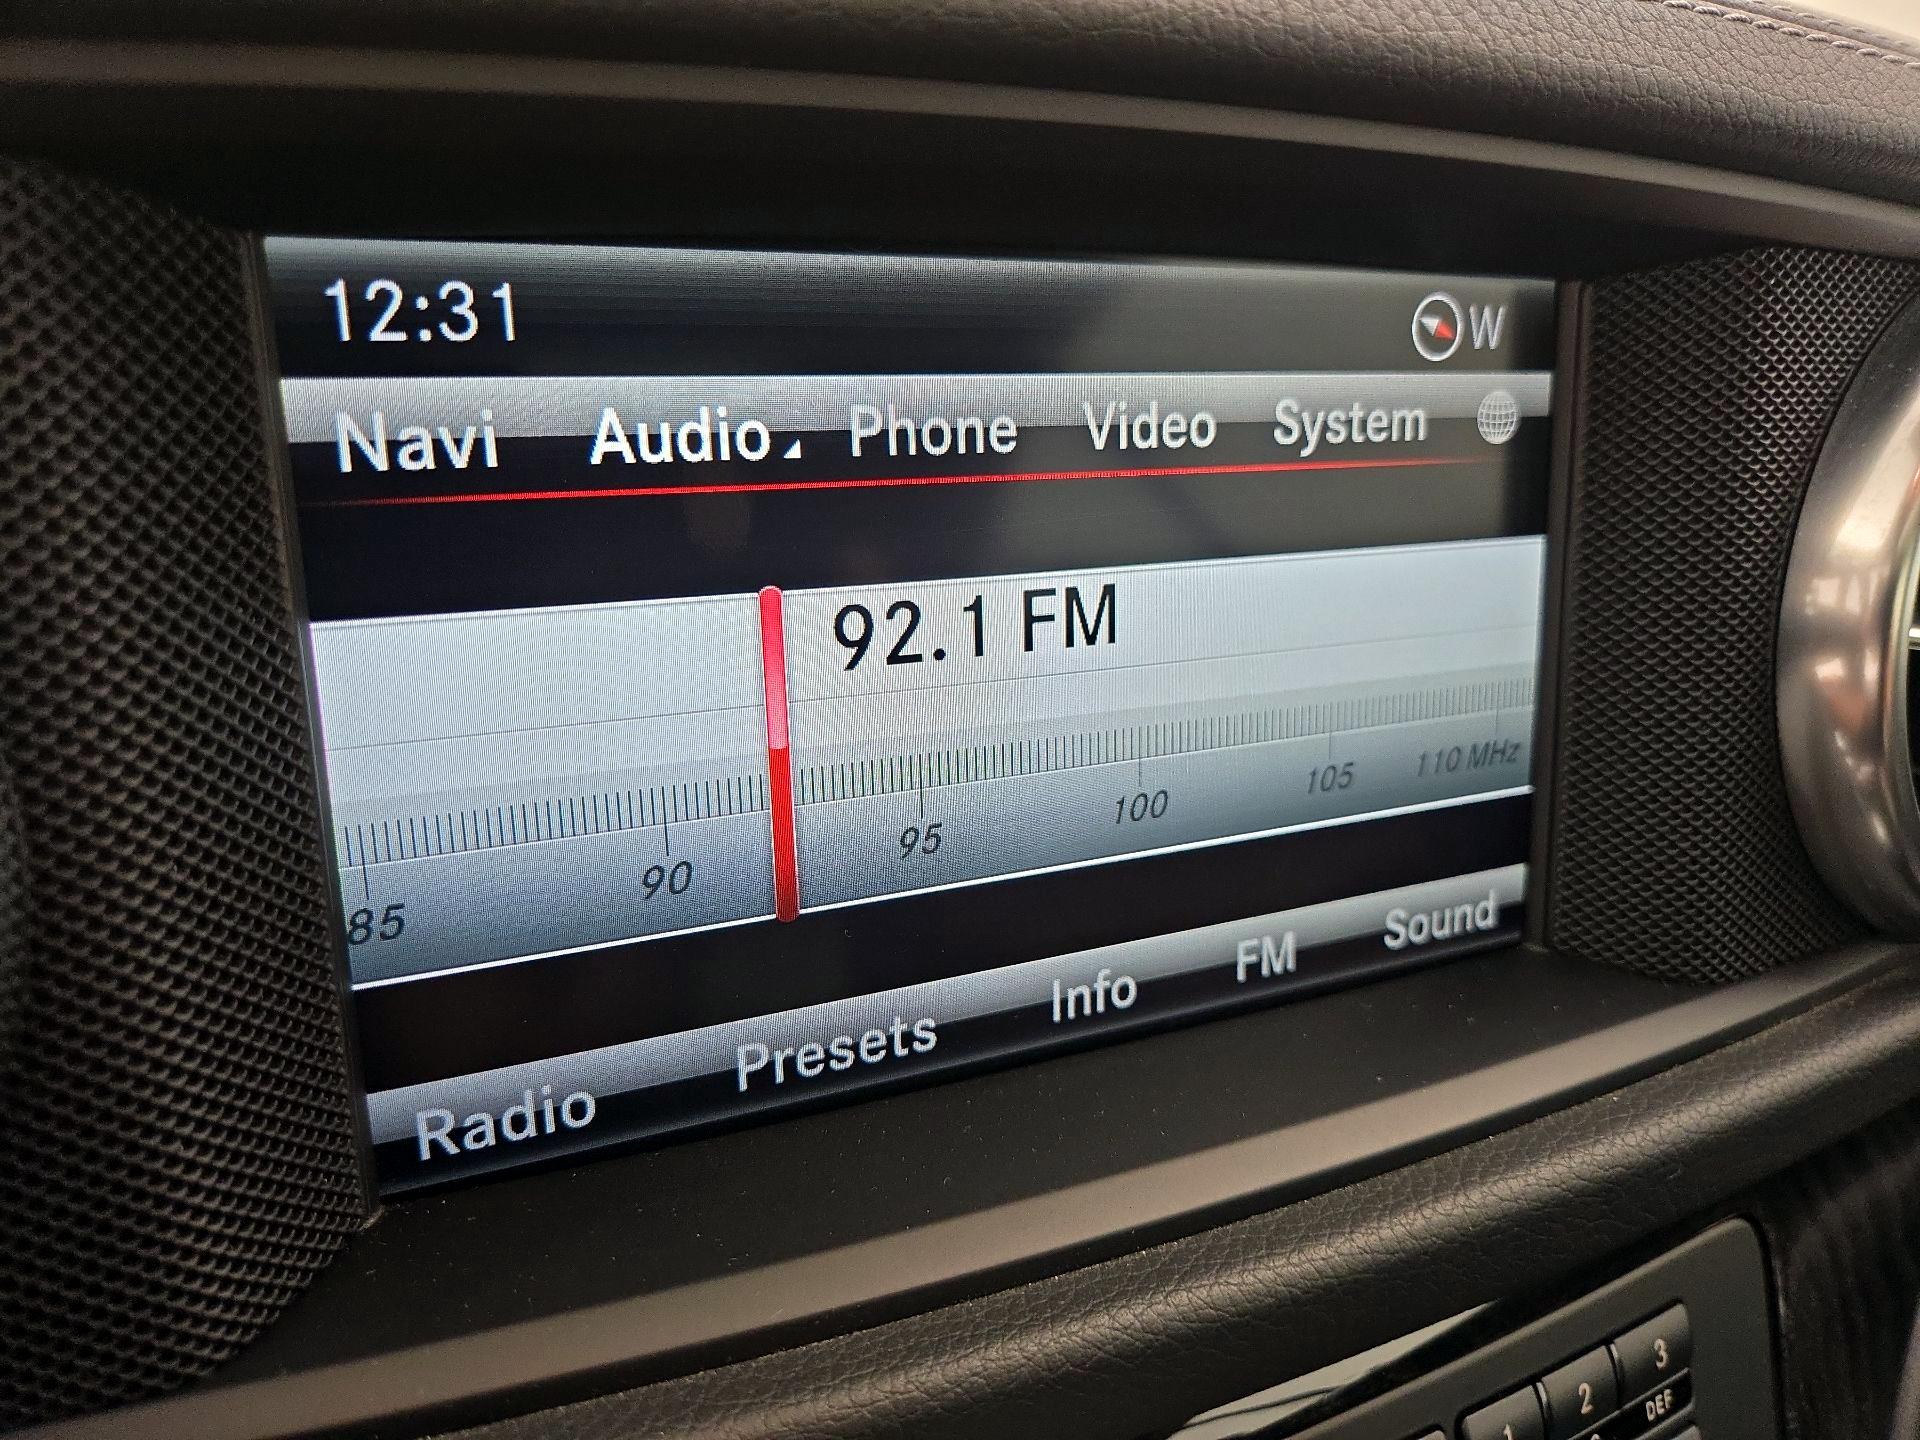 12:31 W
Navi Audio Phone Video System
92.1 FM
85 90 95 100 105 110 MHz
Radio Presets Info FM Sound
1 2 3
DEF